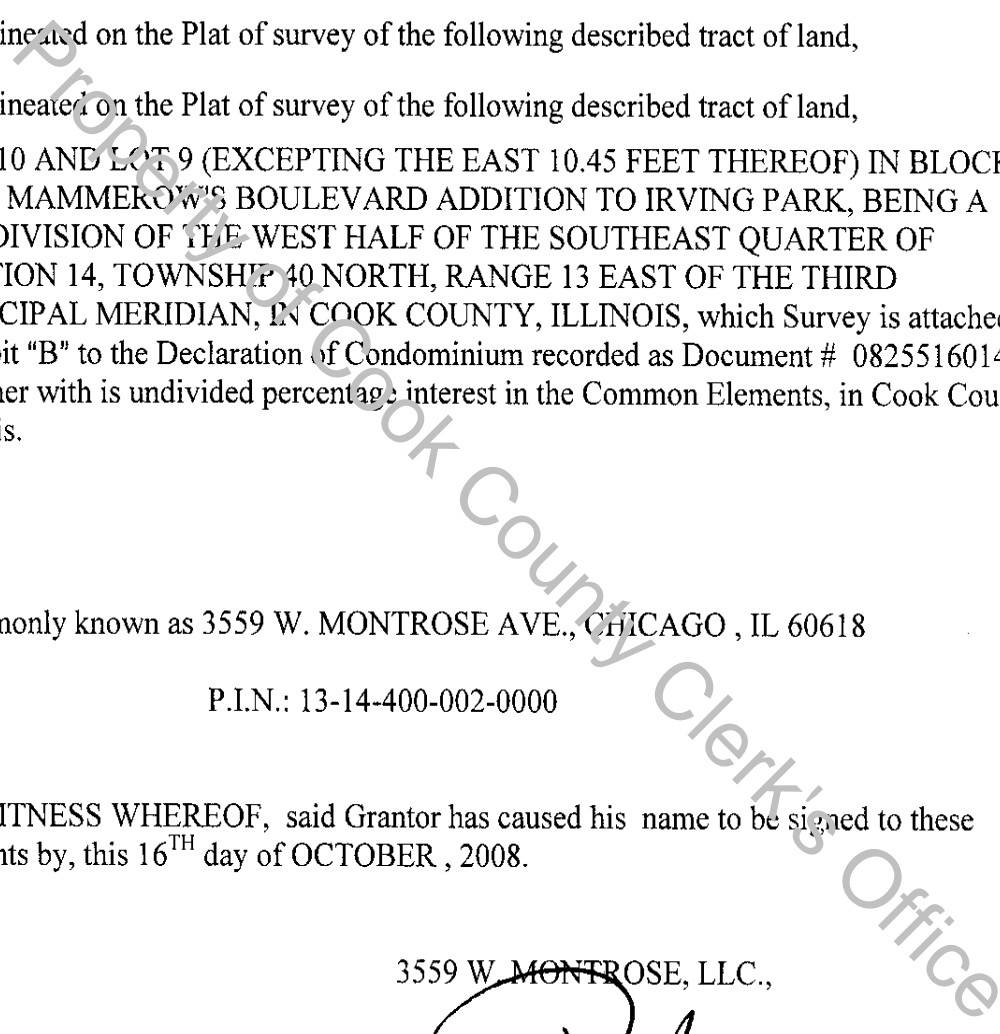 ineated on the Plat of survey of the following described tract of land,
ineated on the Plat of survey of the following described tract of land,
10 AND LOT 9 (EXCEPTING THE EAST 10.45 FEET THEREOF) IN BLOCK
MAMMEROW'S BOULEVARD ADDITION TO IRVING PARK, BEING A
DIVISION OF THE WEST HALF OF THE SOUTHEAST QUARTER OF
TION 14, TOWNSHIP 40 NORTH, RANGE 13 EAST OF THE THIRD
CIPAL MERIDIAN, IN COOK COUNTY, ILLINOIS, which Survey is attached
bit "B" to the Declaration of Condominium recorded as Document # 0825516014
her with is undivided percentage interest in the Common Elements, in Cook Cou
is.
monly known as 3559 W. MONTROSE AVE., CHICAGO , IL 60618
P.I.N.: 13-14-400-002-0000
ITNESS WHEREOF, said Grantor has caused his name to be signed to these
nts by, this 16TH day of OCTOBER , 2008.
3559 W. MONTROSE, LLC.,
Property of Cook County Clerk's Office